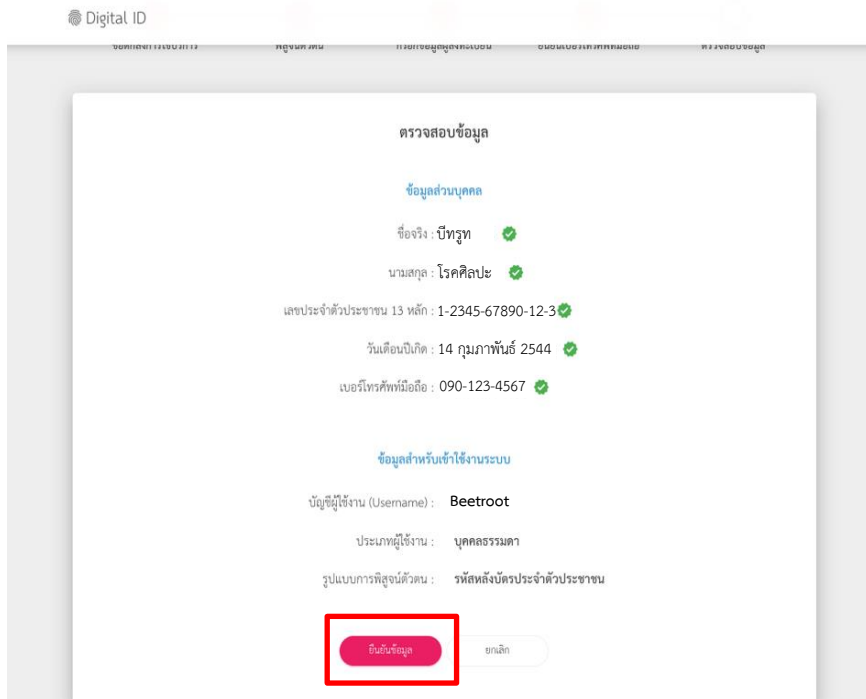 Digital ID
ตรวจสอบข้อมูล
ข้อมูลส่วนบุคคล
ชื่อจริง : บีทรูท
นามสกุล : โรคศิลปะ
เลขประจำตัวประชาชน 13 หลัก : 1-2345-67890-12-3
วันเดือนปีเกิด : 14 กุมภาพันธ์ 2544
เบอร์โทรศัพท์มือถือ : 090-123-4567
ข้อมูลสำหรับเข้าใช้งานระบบ
บัญชีผู้ใช้งาน (Username) : Beetroot
ประเภทผู้ใช้งาน : บุคคลธรรมดา
รูปแบบการพิสูจน์ตัวตน : รหัสหลังบัตรประจำตัวประชาชน
ยืนยันข้อมูล ยกเลิก